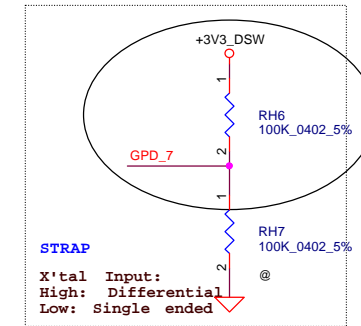 +3V3_DSW
1
RH6
100K_0402_5%
2
GPD_7
1
RH7
100K_0402_5%
STRAP
2
@
X'tal Input:
High: Differential
Low: Single ended